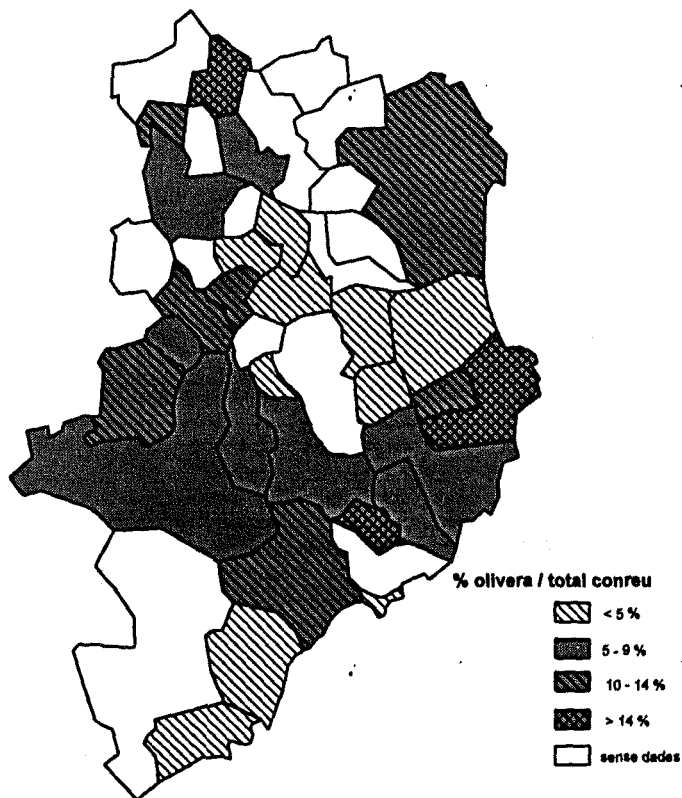 % olivera / total conreu
< 5 %
5 - 9 %
10 - 14 %
> 14 %
sense dades